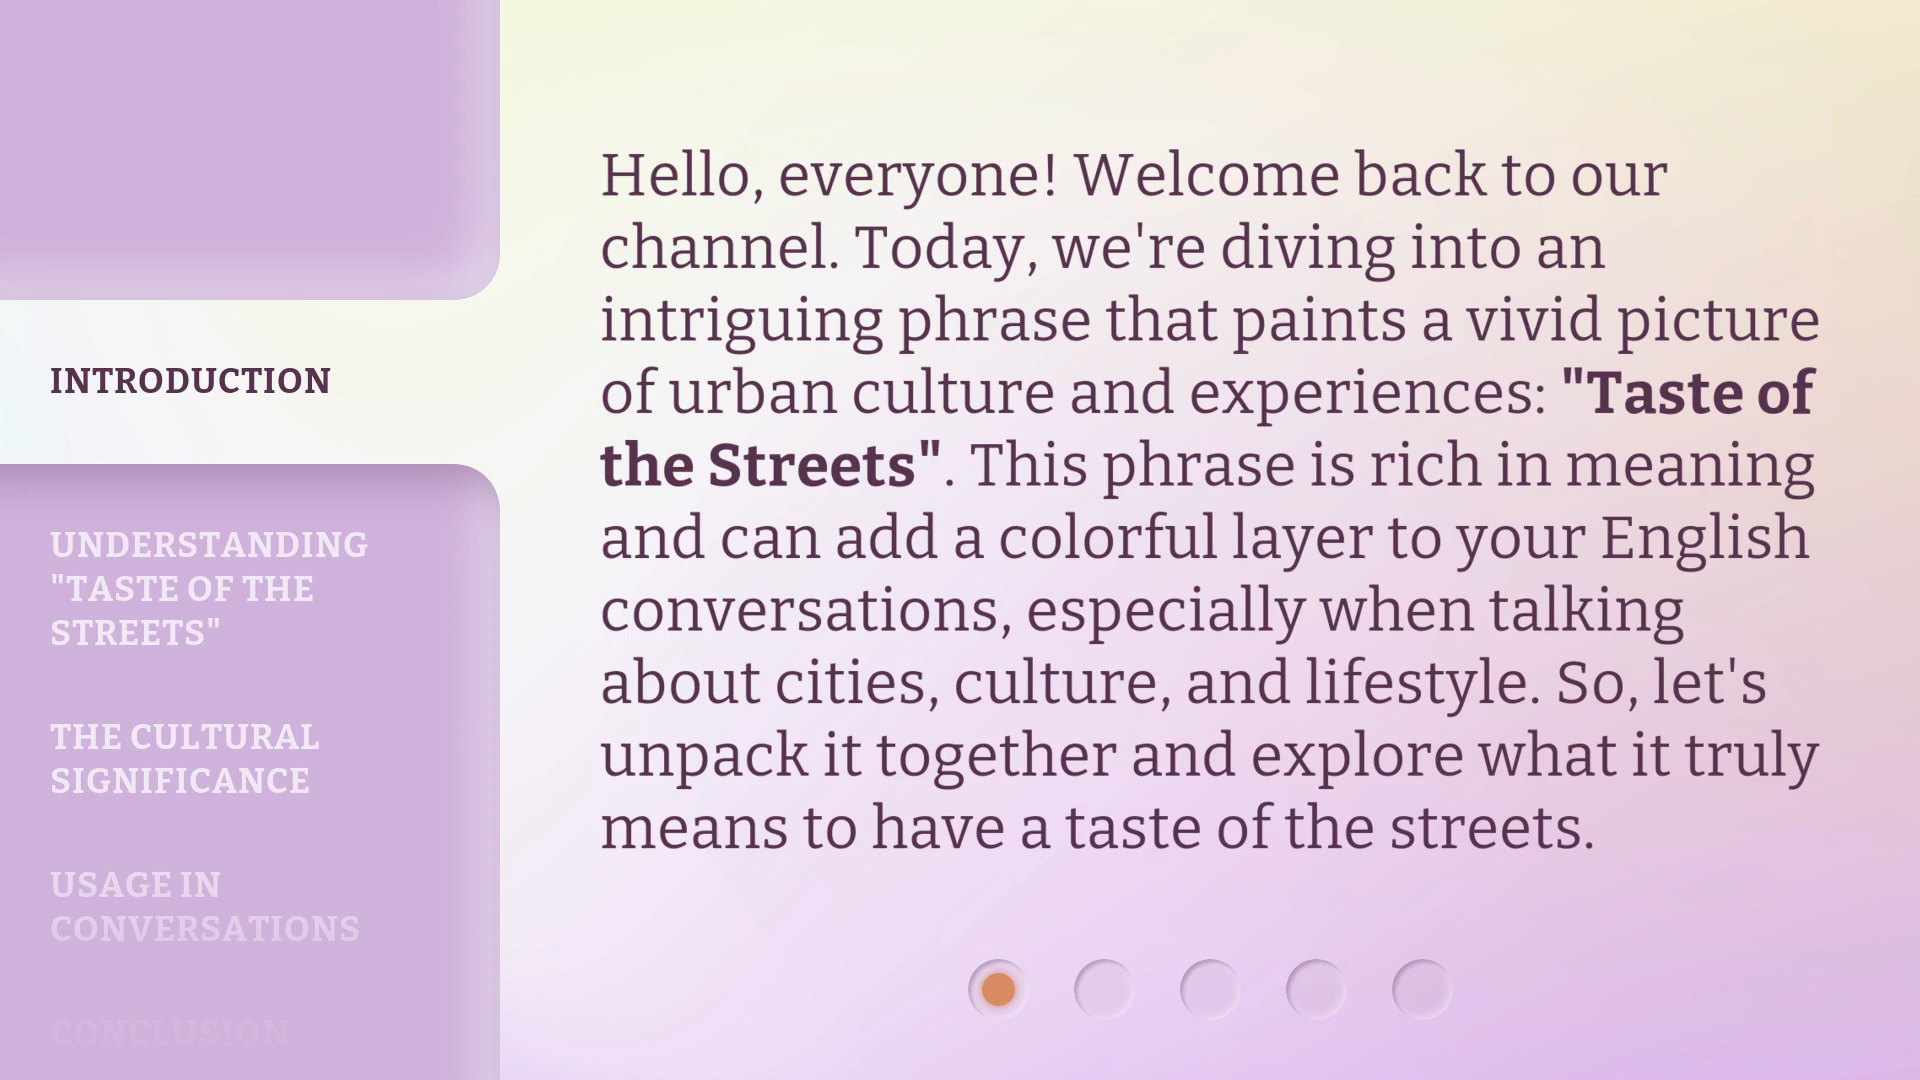 INTRODUCTION
UNDERSTANDING
"TASTE OF THE
STREETS"
THE CULTURAL
SIGNIFICANCE
USAGE IN
CONVERSATIONS
CONCLUSION
Hello, everyone! Welcome back to our
channel. Today, we're diving into an
intriguing phrase that paints a vivid picture
of urban culture and experiences: "Taste of
the Streets". This phrase is rich in meaning
and can add a colorful layer to your English
conversations, especially when talking
about cities, culture, and lifestyle. So, let's
unpack it together and explore what it truly
means to have a taste of the streets.